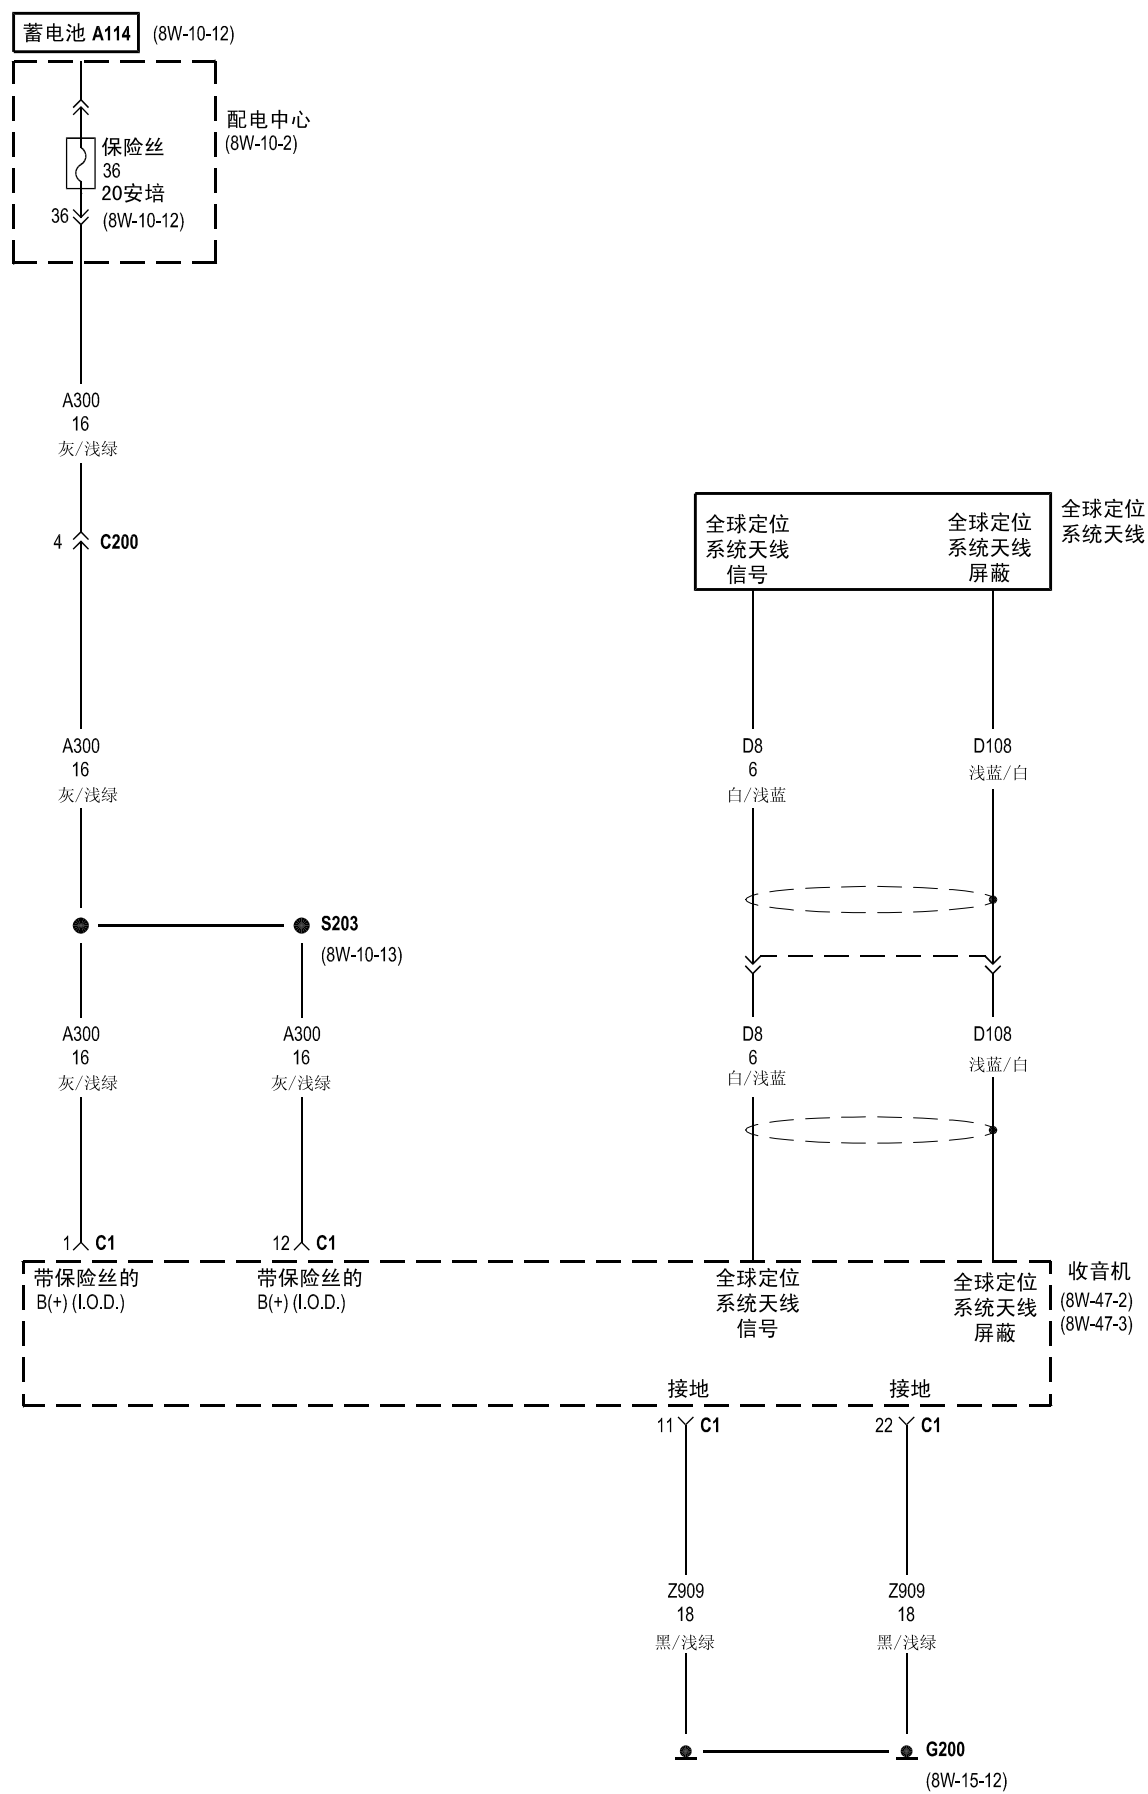 蓄电池 A114 (8W-10-12)
配电中心
(8W-10-2)
保险丝
36
20安培
36 (8W-10-12)
A300
16
灰/浅绿
4 C200
全球定位
系统天线
信号
全球定位
系统天线
屏蔽
全球定位
系统天线
A300
16
灰/浅绿
D8
6
白/浅蓝
D108
浅蓝/白
S203
(8W-10-13)
A300
16
灰/浅绿
A300
16
灰/浅绿
D8
6
白/浅蓝
D108
浅蓝/白
1 C1
12 C1
带保险丝的
B(+) (I.O.D.)
带保险丝的
B(+) (I.O.D.)
全球定位
系统天线
信号
全球定位
系统天线
屏蔽
收音机
(8W-47-2)
(8W-47-3)
接地
接地
11 C1
22 C1
Z909
18
黑/浅绿
Z909
18
黑/浅绿
G200
(8W-15-12)